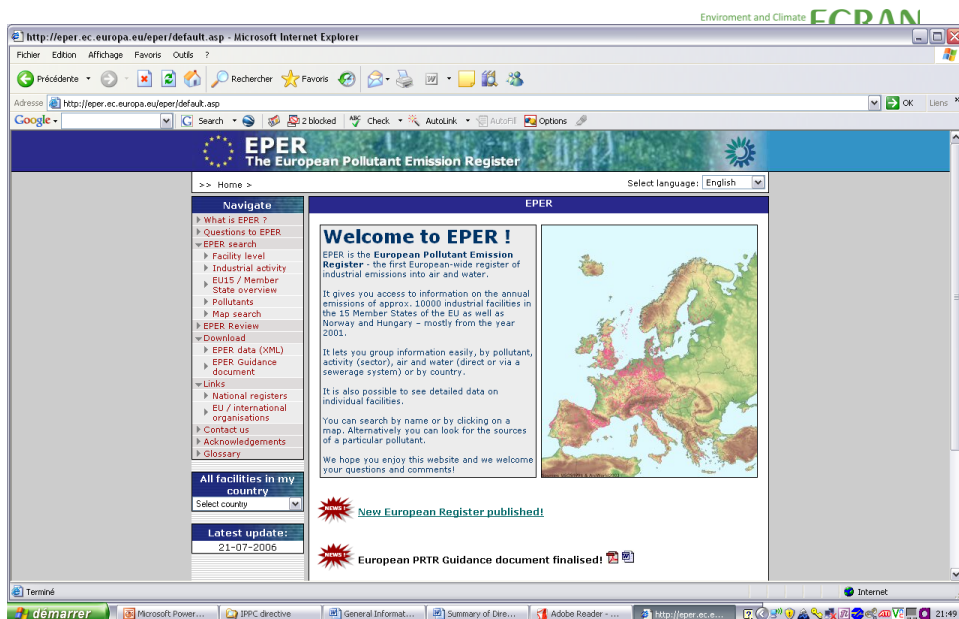 Enviroment and Climate ECRAN
http://eper.ec.europa.eu/eper/default.asp - Microsoft Internet Explorer
Fichier Edition Affichage Favoris Outils ?
Précédente Rechercher Favoris
Adresse http://eper.ec.europa.eu/eper/default.asp OK Liens
Google Search 2 blocked Check AutoLink AutoFill Options
EPER
The European Pollutant Emission Register
>> Home > Select language: English
Navigate
What is EPER ?
Questions to EPER
EPER search
Facility level
Industrial activity
EU15 / Member
State overview
Pollutants
Map search
EPER Review
Download
EPER data (XML)
EPER Guidance
document
Links
National registers
EU / international
organisations
Contact us
Acknowledgements
Glossary
All facilities in my
country
Select country
Latest update:
21-07-2006
EPER
Welcome to EPER !
EPER is the European Pollutant Emission
Register - the first European-wide register of
industrial emissions into air and water.
It gives you access to information on the annual
emissions of approx. 10000 industrial facilities in
the 15 Member States of the EU as well as
Norway and Hungary – mostly from the year
2001.
It lets you group information easily, by pollutant,
activity (sector), air and water (direct or via a
sewerage system) or by country.
It is also possible to see detailed data on
individual facilities.
You can search by name or by clicking on a
map. Alternatively you can look for the sources
of a particular pollutant.
We hope you enjoy this website and we welcome
your questions and comments!
NEWS ! New European Register published!
NEWS ! European PRTR Guidance document finalised!
Terminé Internet
démarrer Microsoft Power... IPPC directive General Informat... Summary of Dire... Adobe Reader - ... http://eper.ec.e... 21:49